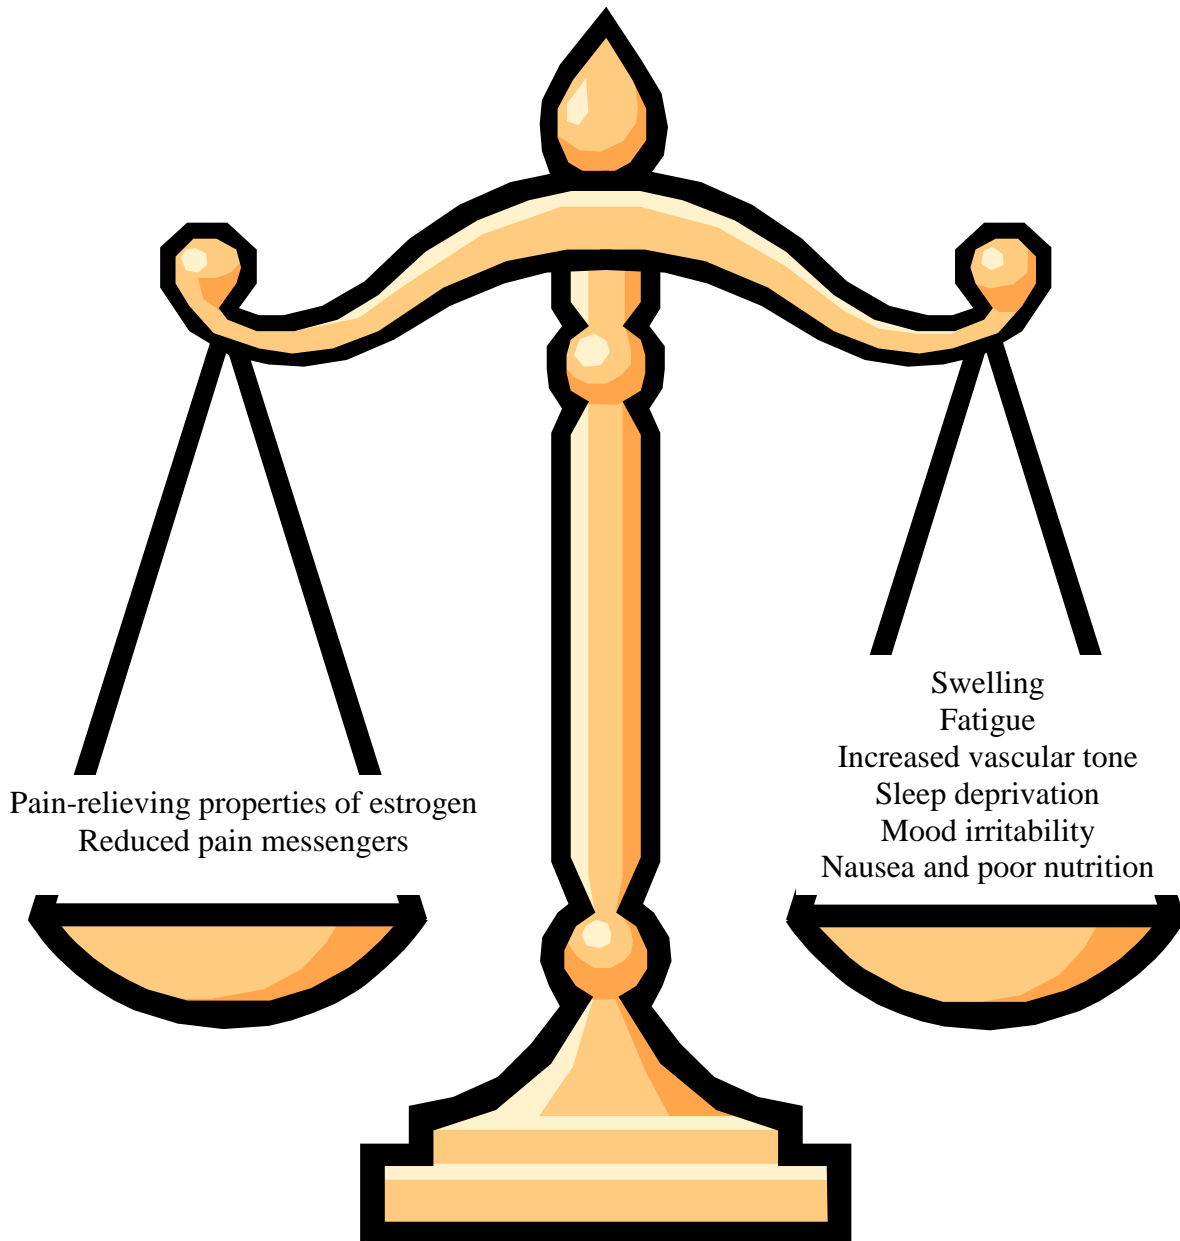 Pain-relieving properties of estrogen
Reduced pain messengers
Swelling
Fatigue
Increased vascular tone
Sleep deprivation
Mood irritability
Nausea and poor nutrition